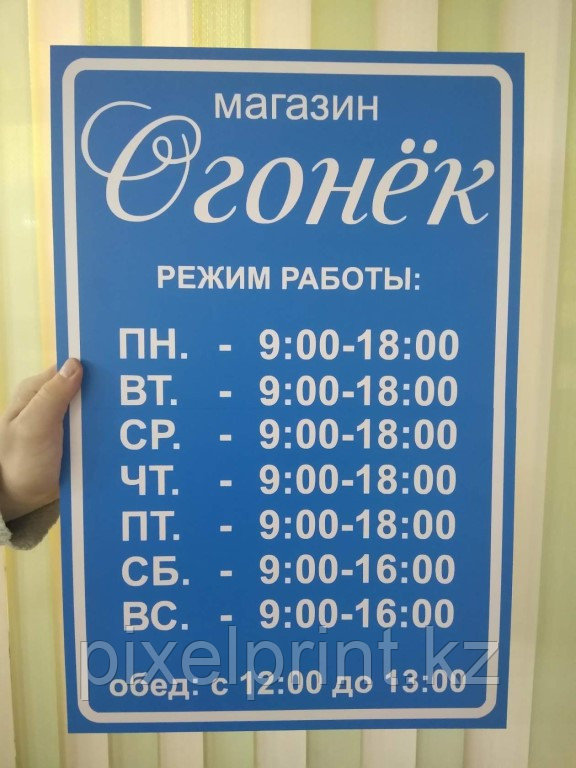 магазин
Огонёк
РЕЖИМ РАБОТЫ:
ПН. - 9:00-18:00
ВТ. - 9:00-18:00
СР. - 9:00-18:00
ЧТ. - 9:00-18:00
ПТ. - 9:00-18:00
СБ. - 9:00-16:00
ВС. - 9:00-16:00
pixelprint.kz
обед: с 12:00 до 13:00